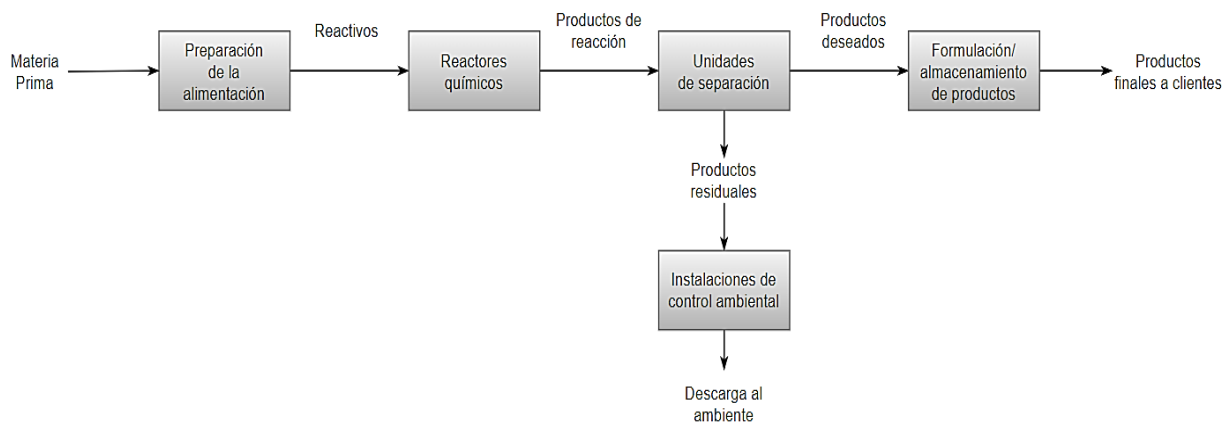 Materia
Prima
Preparación
de la
alimentación
Reactivos
Reactores
químicos
Productos de
reacción
Unidades
de separación
Productos
deseados
Formulación/
almacenamiento
de productos
Productos
finales a clientes
Productos
residuales
Instalaciones de
control ambiental
Descarga al
ambiente